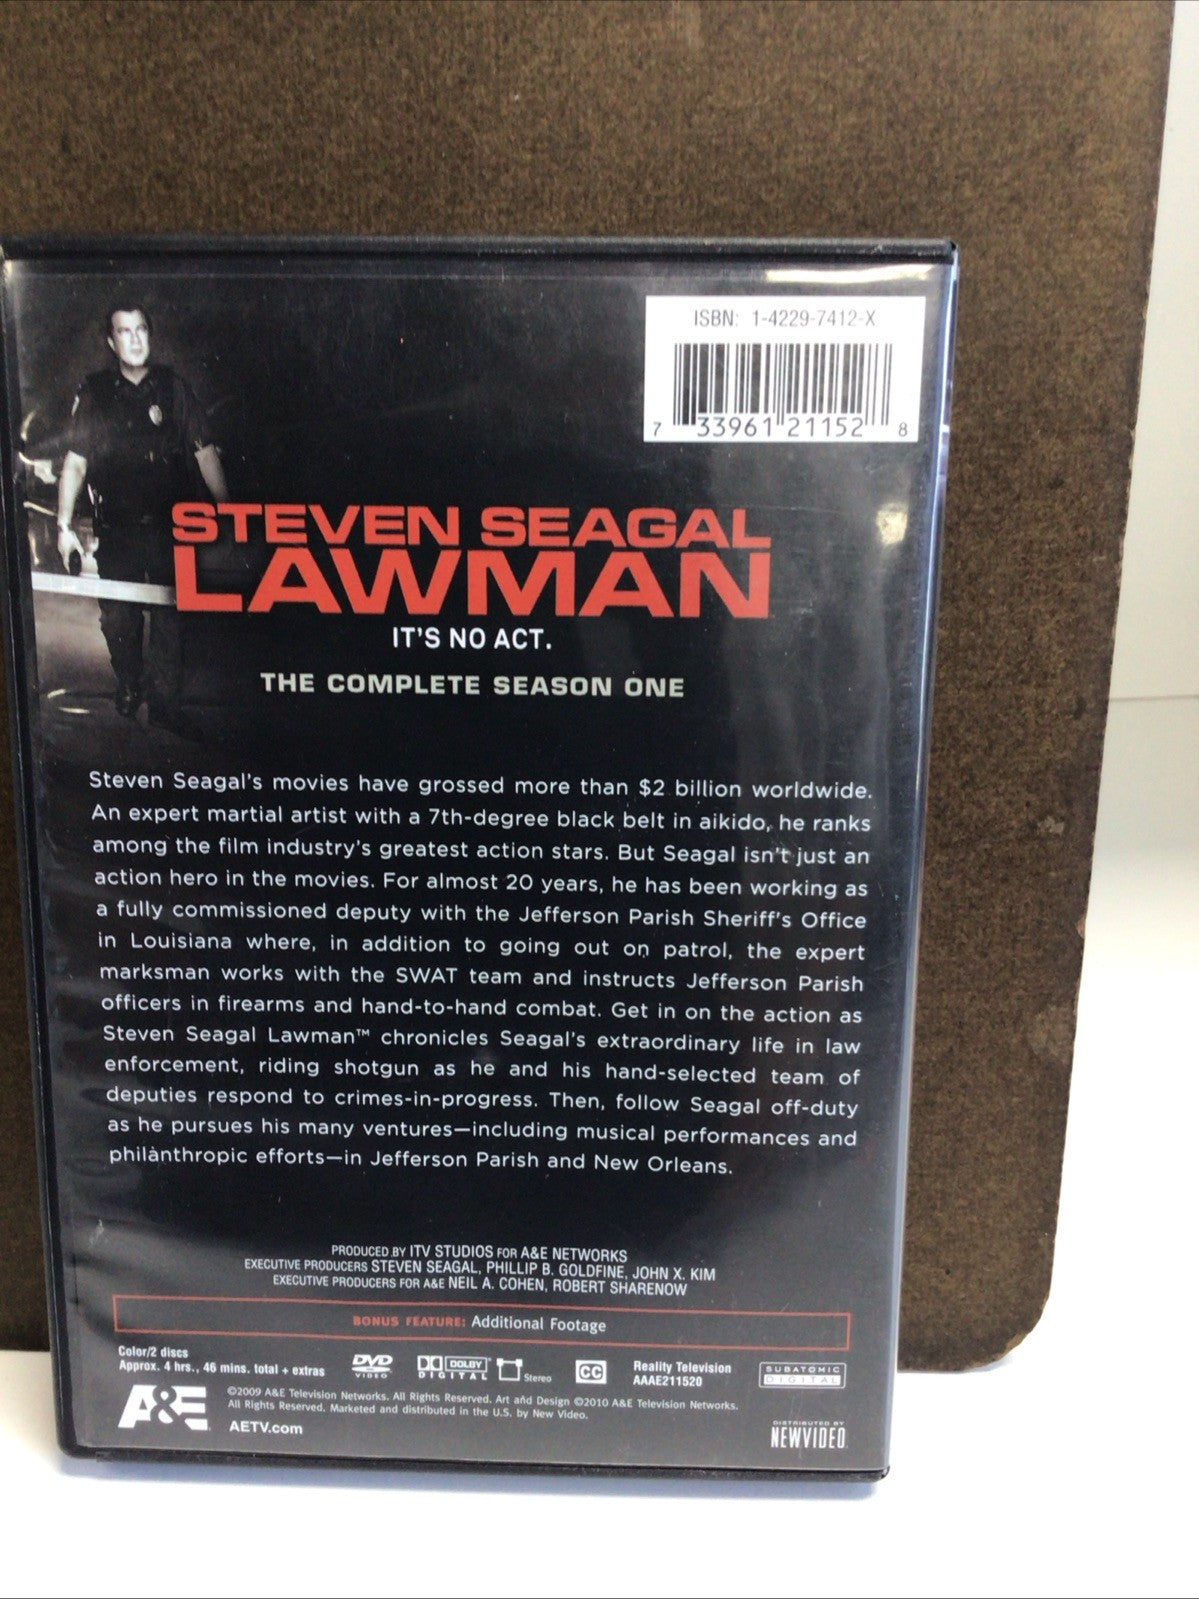 ISBN: 1-4229-7412-X
7 33961 21152 8
STEVEN SEAGAL
LAWMAN
IT'S NO ACT.
THE COMPLETE SEASON ONE
Steven Seagal's movies have grossed more than $2 billion worldwide.
An expert martial artist with a 7th-degree black belt in aikido, he ranks
among the film industry's greatest action stars. But Seagal isn't just an
action hero in the movies. For almost 20 years, he has been working as
a fully commissioned deputy with the Jefferson Parish Sheriff's Office
in Louisiana where, in addition to going out on patrol, the expert
marksman works with the SWAT team and instructs Jefferson Parish
officers in firearms and hand-to-hand combat. Get in on the action as
Steven Seagal Lawman™ chronicles Seagal's extraordinary life in law
enforcement, riding shotgun as he and his hand-selected team of
deputies respond to crimes-in-progress. Then, follow Seagal off-duty
as he pursues his many ventures—including musical performances and
philanthropic efforts—in Jefferson Parish and New Orleans.
PRODUCED BY ITV STUDIOS FOR A&E NETWORKS
EXECUTIVE PRODUCERS STEVEN SEAGAL, PHILLIP B. GOLDFINE, JOHN X. KIM
EXECUTIVE PRODUCERS FOR A&E NEIL A. COHEN, ROBERT SHARENOW
BONUS FEATURE: Additional Footage
Color/2 discs
Approx. 4 hrs., 46 mins. total + extras
DVD VIDEO
DOLBY DIGITAL
Stereo
CC
Reality Television
AAAE211520
SUBATOMIC DIGITAL
A&E
©2009 A&E Television Networks. All Rights Reserved. Art and Design ©2010 A&E Television Networks.
All Rights Reserved. Marketed and distributed in the U.S. by New Video.
AETV.com
DISTRIBUTED BY
NEWVIDEO